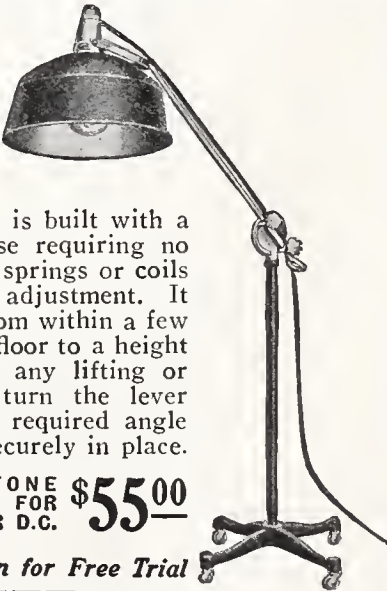 is built with a
se requiring no
springs or coils
adjustment. It
om within a few
floor to a height
any lifting or
turn the lever
required angle
ecurely in place.
TONE
FOR $55.00
R D.C.
n for Free Trial